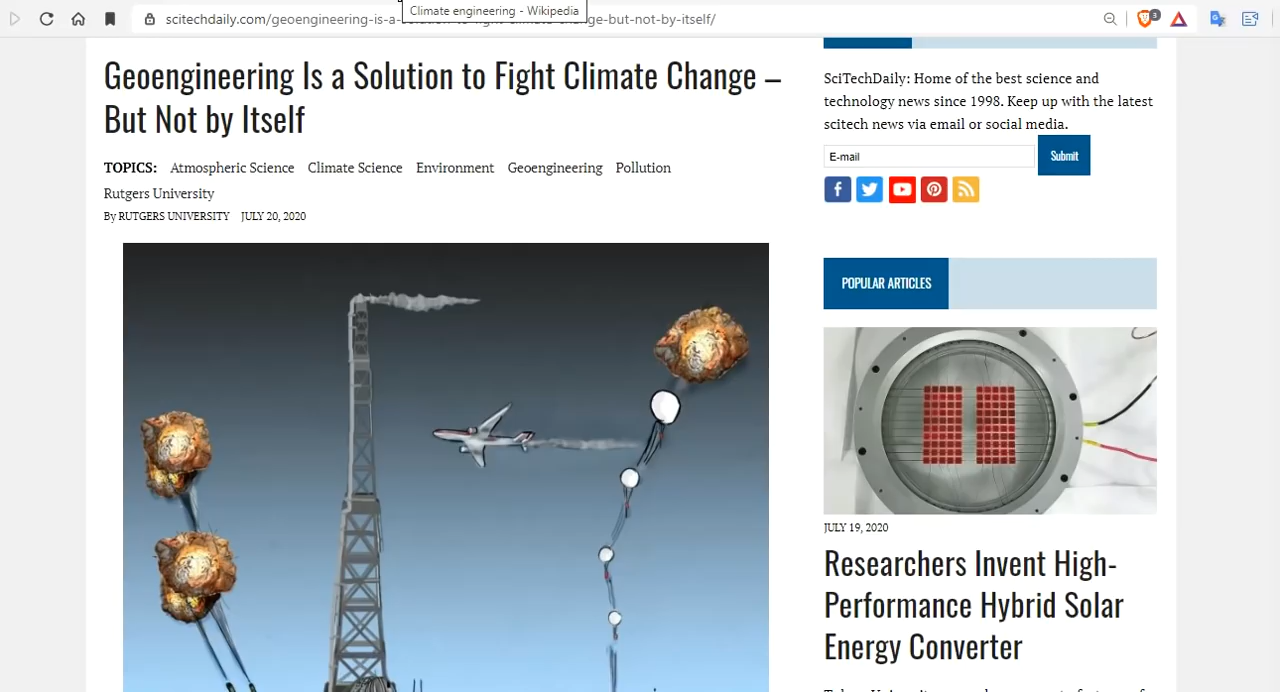 Climate engineering - Wikipedia
scitechdaily.com/geoengineering-is-a-solution-to-fight-climate-change-but-not-by-itself/
3
Geoengineering Is a Solution to Fight Climate Change –
But Not by Itself
TOPICS: Atmospheric Science Climate Science Environment Geoengineering Pollution
Rutgers University
By RUTGERS UNIVERSITY JULY 20, 2020
SciTechDaily: Home of the best science and
technology news since 1998. Keep up with the latest
scitech news via email or social media.
E-mail Submit
POPULAR ARTICLES
JULY 19, 2020
Researchers Invent High-
Performance Hybrid Solar
Energy Converter